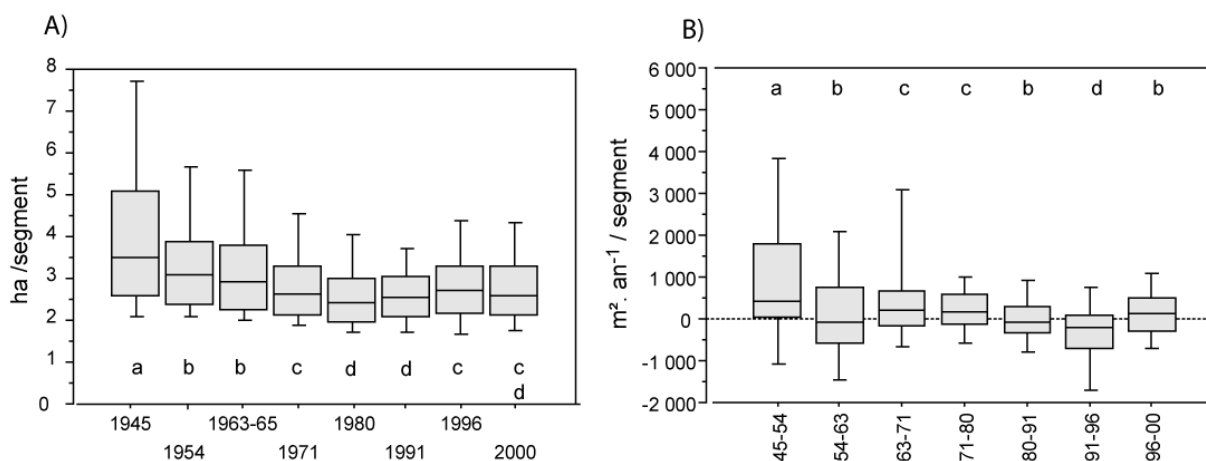 A)
ha /segment
8
7
6
5
4
3
2
1
0
a b b c d d c c
d
1945 1963-65 1980 1996
1954 1971 1991 2000
B)
m². an⁻¹ / segment
6 000
5 000
4 000
3 000
2 000
1 000
0
-1 000
-2 000
a b c c b d b
45-54
54-63
63-71
71-80
80-91
91-96
96-00